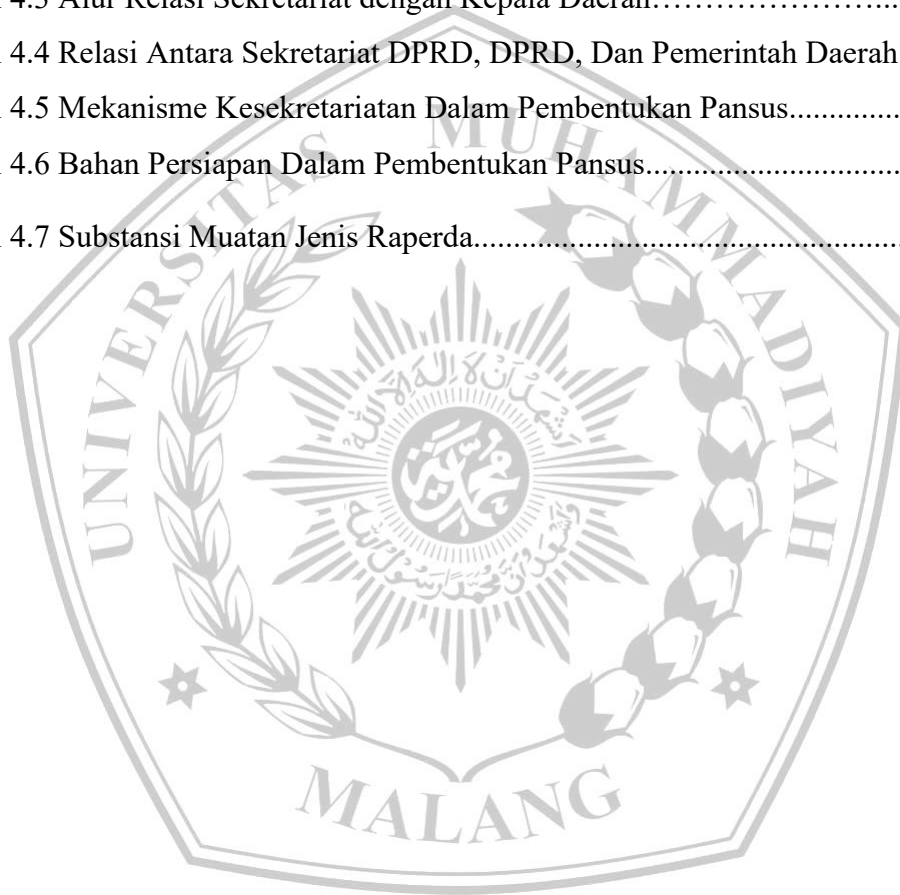 4.3 Alur Relasi Sekretariat dengan Kepala Daerah…………………...
4.4 Relasi Antara Sekretariat DPRD, DPRD, Dan Pemerintah Daerah
4.5 Mekanisme Kesekretariatan Dalam Pembentukan Pansus.............
4.6 Bahan Persiapan Dalam Pembentukan Pansus...............................
4.7 Substansi Muatan Jenis Raperda.....................................................
UNIVERSITAS MUHAMMADIYAH
MALANG